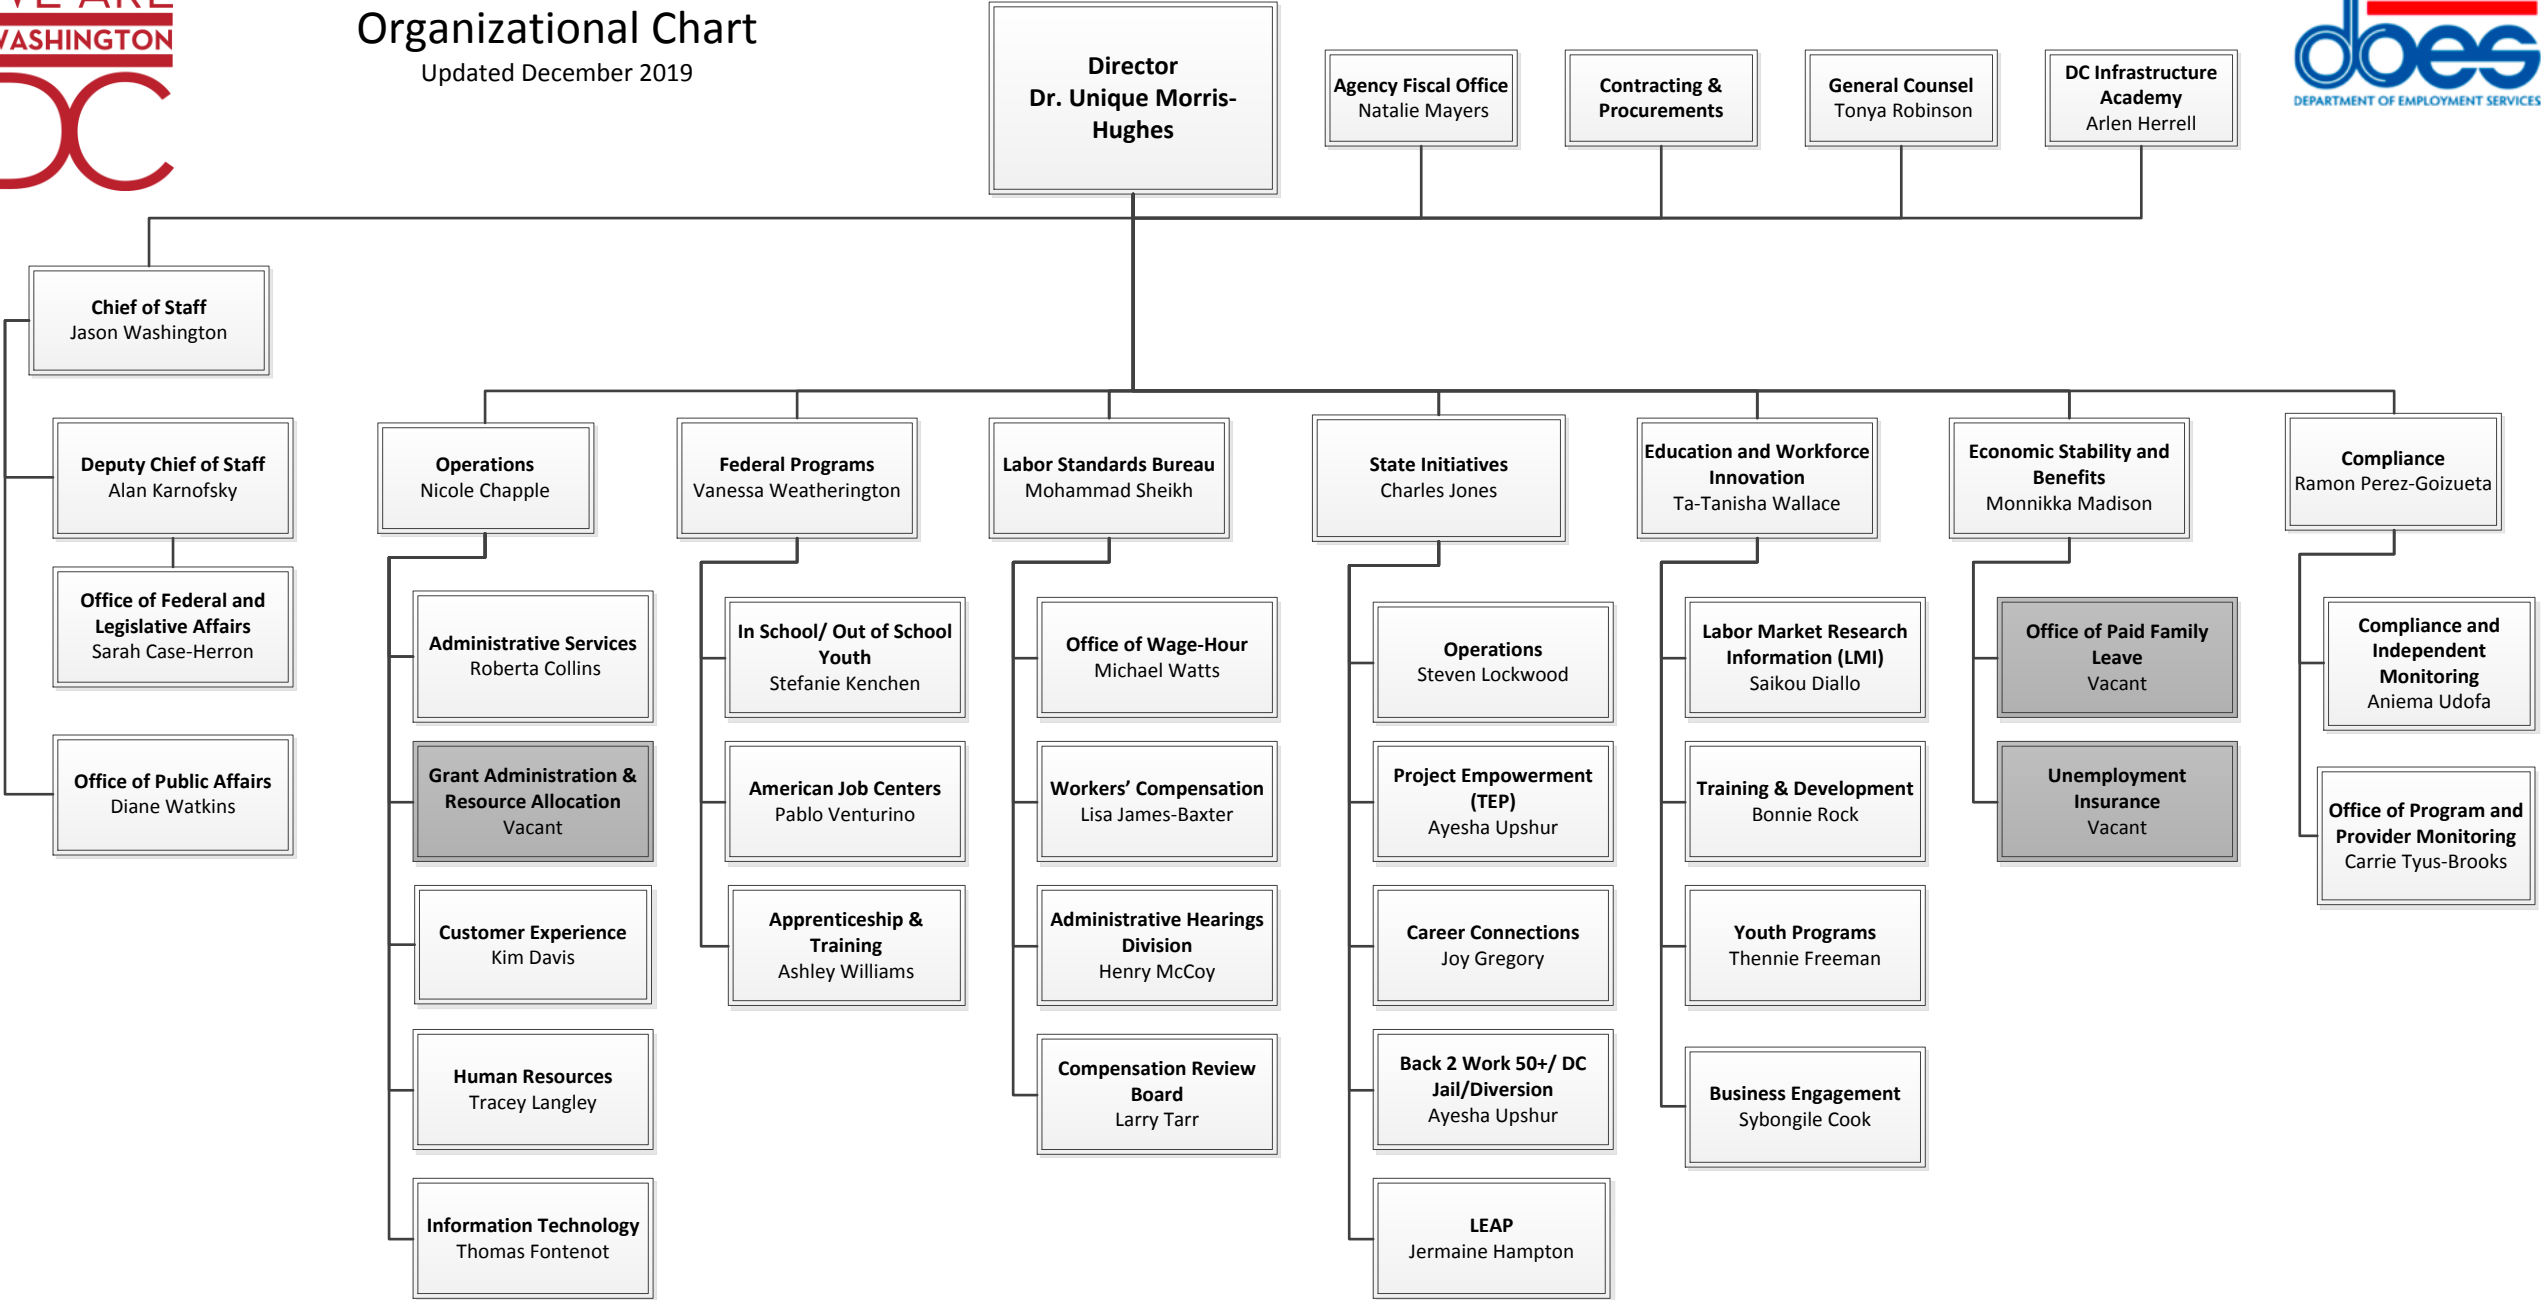 WE ARE
WASHINGTON
DC
Organizational Chart
Updated December 2019
Director
Dr. Unique Morris-
Hughes
Agency Fiscal Office
Natalie Mayers
Contracting &
Procurements
General Counsel
Tonya Robinson
DC Infrastructure
Academy
Arlen Herrell
does
DEPARTMENT OF EMPLOYMENT SERVICES
Chief of Staff
Jason Washington
Deputy Chief of Staff
Alan Karnofsky
Office of Federal and
Legislative Affairs
Sarah Case-Herron
Office of Public Affairs
Diane Watkins
Operations
Nicole Chapple
Administrative Services
Roberta Collins
Grant Administration &
Resource Allocation
Vacant
Customer Experience
Kim Davis
Human Resources
Tracey Langley
Information Technology
Thomas Fontenot
Federal Programs
Vanessa Weatherington
In School/ Out of School
Youth
Stefanie Kenchen
American Job Centers
Pablo Venturino
Apprenticeship &
Training
Ashley Williams
Labor Standards Bureau
Mohammad Sheikh
Office of Wage-Hour
Michael Watts
Workers’ Compensation
Lisa James-Baxter
Administrative Hearings
Division
Henry McCoy
Compensation Review
Board
Larry Tarr
State Initiatives
Charles Jones
Operations
Steven Lockwood
Project Empowerment
(TEP)
Ayesha Upshur
Career Connections
Joy Gregory
Back 2 Work 50+/ DC
Jail/Diversion
Ayesha Upshur
LEAP
Jermaine Hampton
Education and Workforce
Innovation
Ta-Tanisha Wallace
Labor Market Research
Information (LMI)
Saikou Diallo
Training & Development
Bonnie Rock
Youth Programs
Thennie Freeman
Business Engagement
Sybongile Cook
Economic Stability and
Benefits
Monnikka Madison
Office of Paid Family
Leave
Vacant
Unemployment
Insurance
Vacant
Compliance
Ramon Perez-Goizueta
Compliance and
Independent
Monitoring
Aniema Udofa
Office of Program and
Provider Monitoring
Carrie Tyus-Brooks